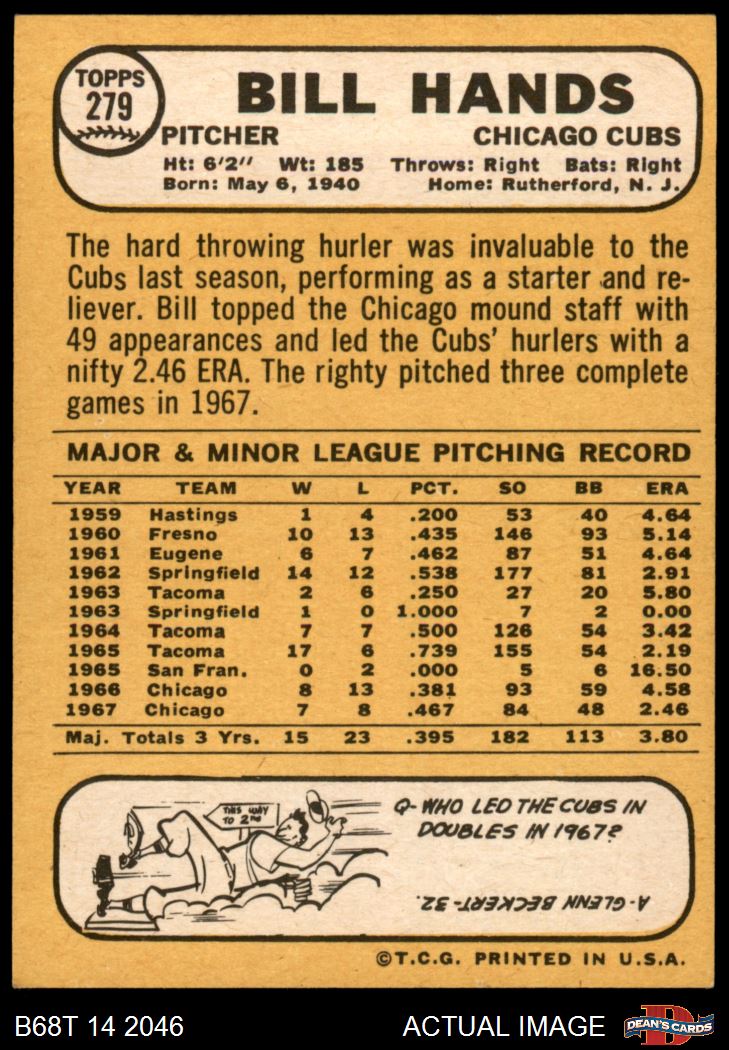 TOPPS
279
BILL HANDS
PITCHER CHICAGO CUBS
Ht: 6'2" Wt: 185 Throws: Right Bats: Right
Born: May 6, 1940 Home: Rutherford, N. J.
The hard throwing hurler was invaluable to the
Cubs last season, performing as a starter and re-
liever. Bill topped the Chicago mound staff with
49 appearances and led the Cubs' hurlers with a
nifty 2.46 ERA. The righty pitched three complete
games in 1967.
MAJOR & MINOR LEAGUE PITCHING RECORD
YEAR TEAM W L PCT. SO BB ERA
1959 Hastings 1 4 .200 53 40 4.64
1960 Fresno 10 13 .435 146 93 5.14
1961 Eugene 6 7 .462 87 51 4.64
1962 Springfield 14 12 .538 177 81 2.91
1963 Tacoma 2 6 .250 27 20 5.80
1963 Springfield 1 0 1.000 7 2 0.00
1964 Tacoma 7 7 .500 126 54 3.42
1965 Tacoma 17 6 .739 155 54 2.19
1965 San Fran. 0 2 .000 5 6 16.50
1966 Chicago 8 13 .381 93 59 4.58
1967 Chicago 7 8 .467 84 48 2.46
Maj. Totals 3 Yrs. 15 23 .395 182 113 3.80
THIS WAY
TO 2ND
Q- WHO LED THE CUBS IN
DOUBLES IN 1967?
A- GLENN BECKERT- 32.
©T.C.G. PRINTED IN U.S.A.
B68T 14 2046 ACTUAL IMAGE
D
DEAN'S CARDS